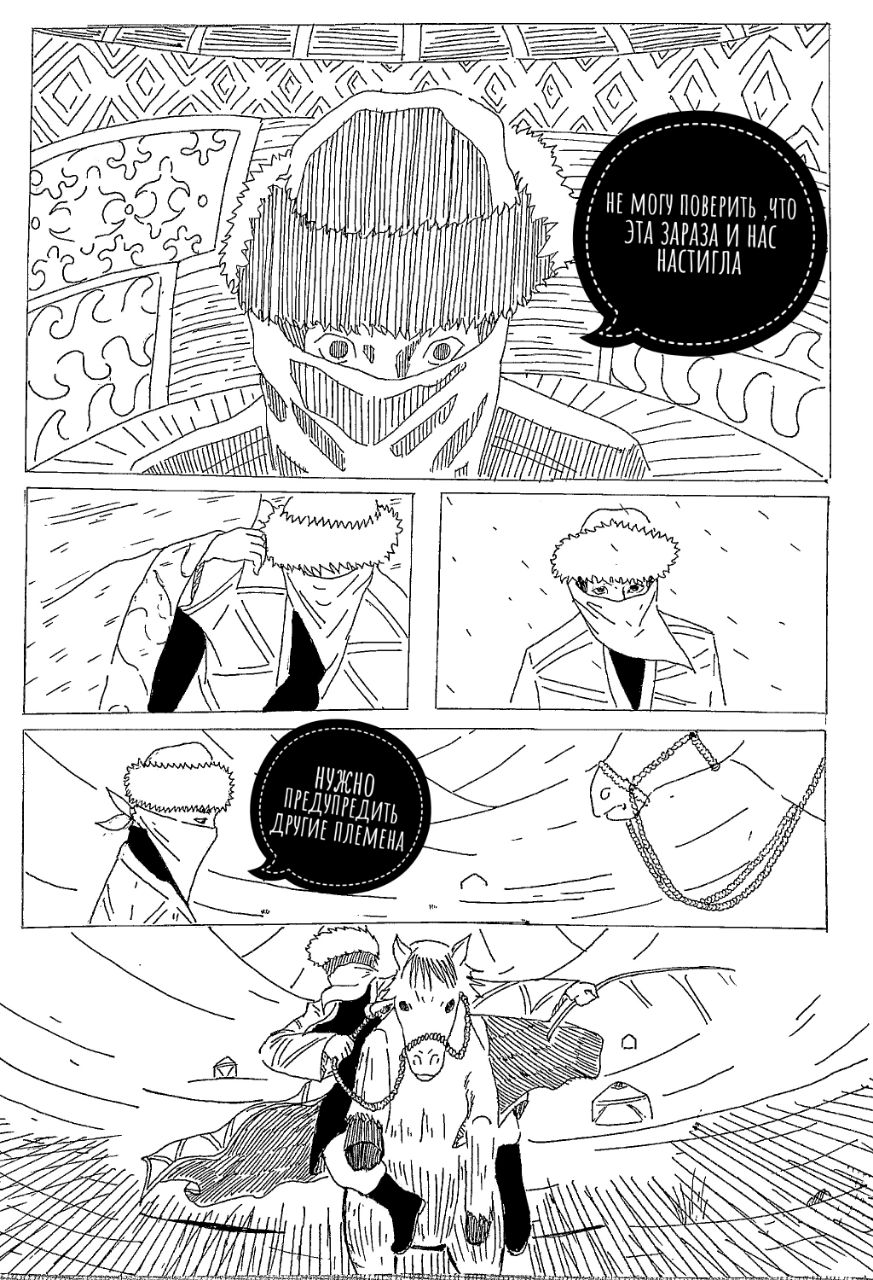 НЕ МОГУ ПОВЕРИТЬ ,ЧТО
ЭТА ЗАРАЗА И НАС
НАСТИГЛА
НУЖНО
ПРЕДУПРЕДИТЬ
ДРУГИЕ ПЛЕМЕНА